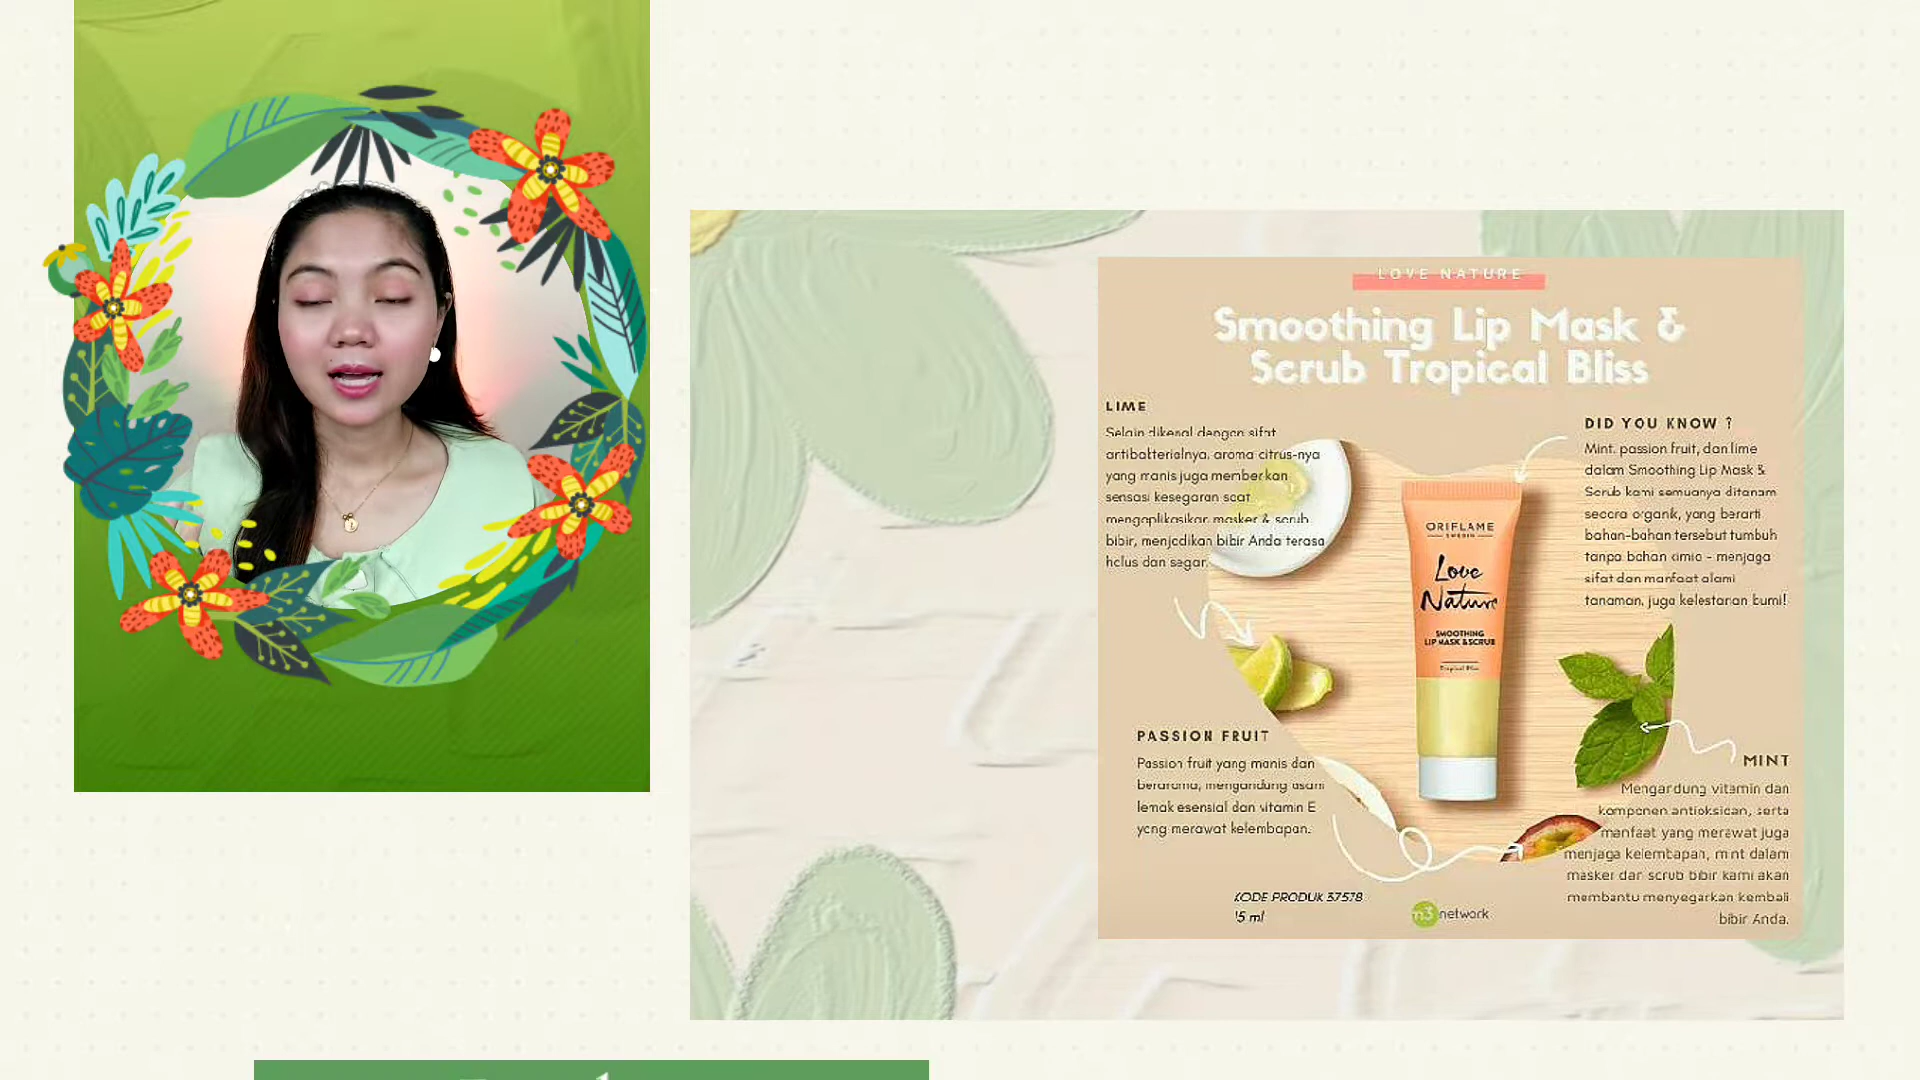 LOVE NATURE
Smoothing Lip Mask &
Scrub Tropical Bliss
LIME
Selain dikenal dengan sifat
antibakterialnya, aroma citrus-nya
yang manis juga memberkan
sensasi kesegaran saat
mengaplikasikan masker & scrub
bibir, menjadikan bibir Anda terasa
halus dan segar.
DID YOU KNOW ?
Mint, passion fruit, dan lime
dalam Smoothing Lip Mask &
Scrub kami semuanya ditanam
secara organik, yang berarti
bahan-bahan tersebut tumbuh
tanpa bahan kimia - menjaga
sifat dan manfaat alami
tanaman, juga kelestarian bumi!
ORIFLAME
SWEDEN
Love
Nature
SMOOTHING
LIP MASK & SCRUB
Tropical Bliss
PASSION FRUIT
Passion fruit yang manis dan
beraroma, mengandung asam
lemak esensial dan vitamin E
yang merawat kelembapan.
MINT
Mengandung vitamin dan
komponen antioksidan, serta
manfaat yang merawat juga
menjaga kelembapan, mint dalam
masker dan scrub bibir kami akan
membantu menyegarkan kembali
bibir Anda.
KODE PRODUK 37578
15 ml
n3 network